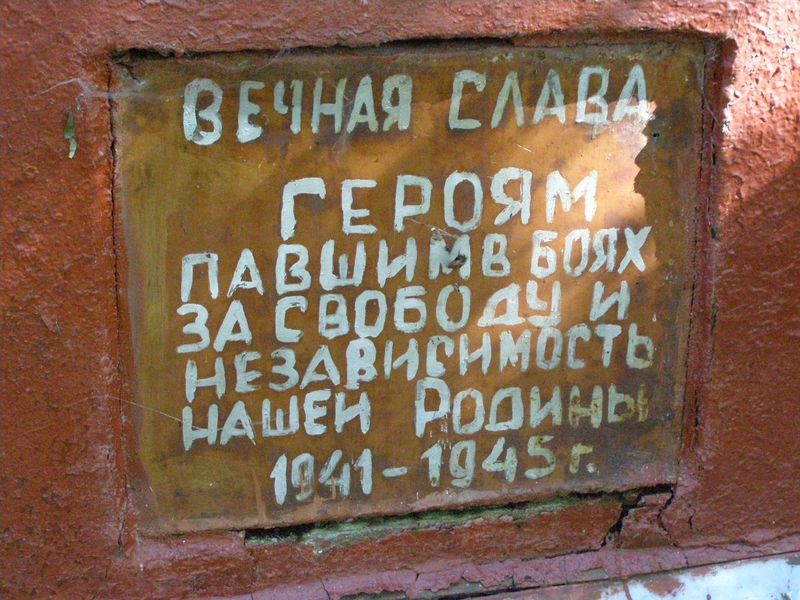 ВЕЧНАЯ СЛАВА
ГЕРОЯМ
ПАВШИМ В БОЯХ
ЗА СВОБОДУ И
НЕЗАВИСИМОСТЬ
НАШЕЙ РОДИНЫ
1941-1945 г.